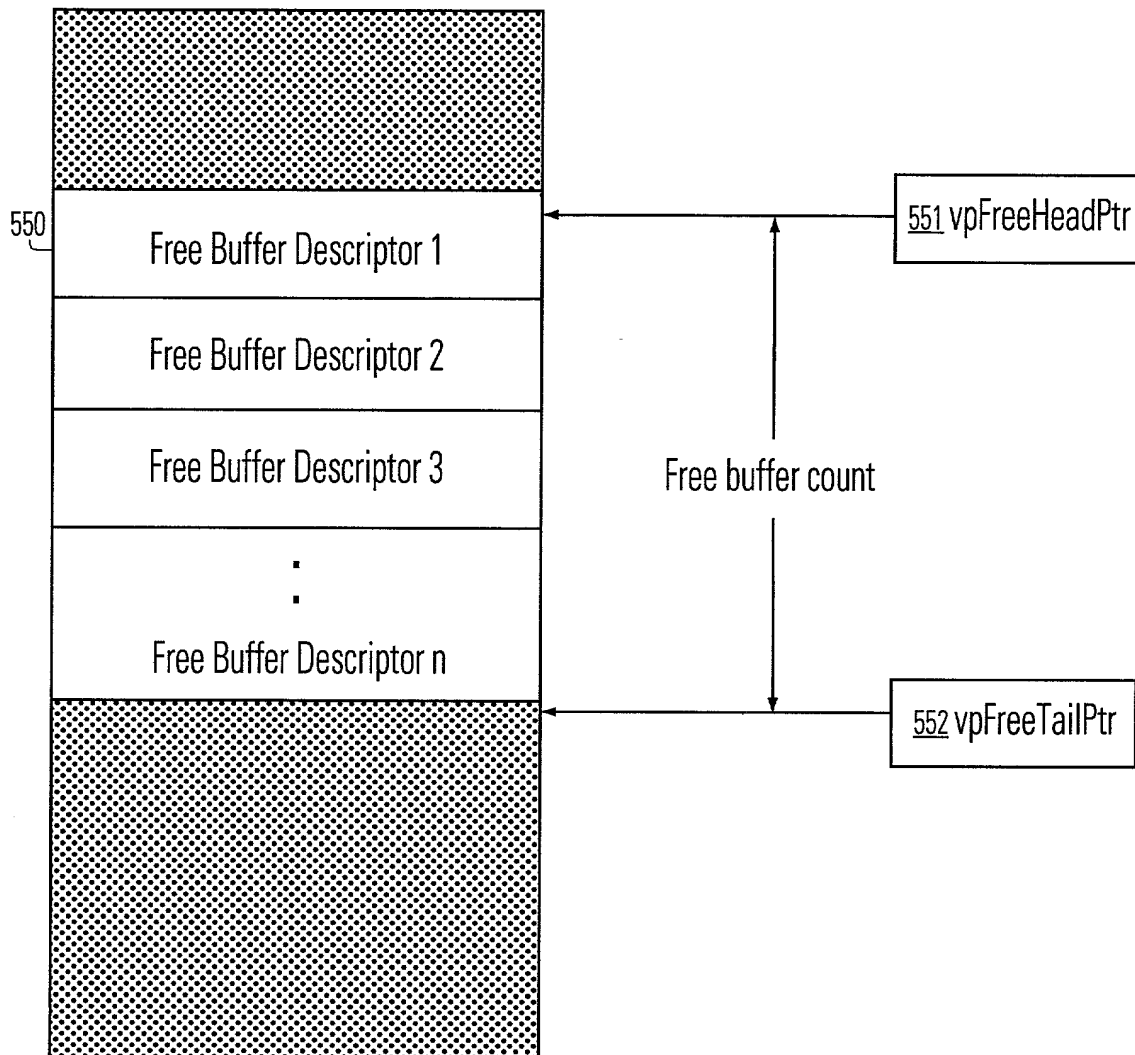 551 vpFreeHeadPtr
550
Free Buffer Descriptor 1
Free Buffer Descriptor 2
Free Buffer Descriptor 3
Free buffer count
:
Free Buffer Descriptor n
552 vpFreeTailPtr